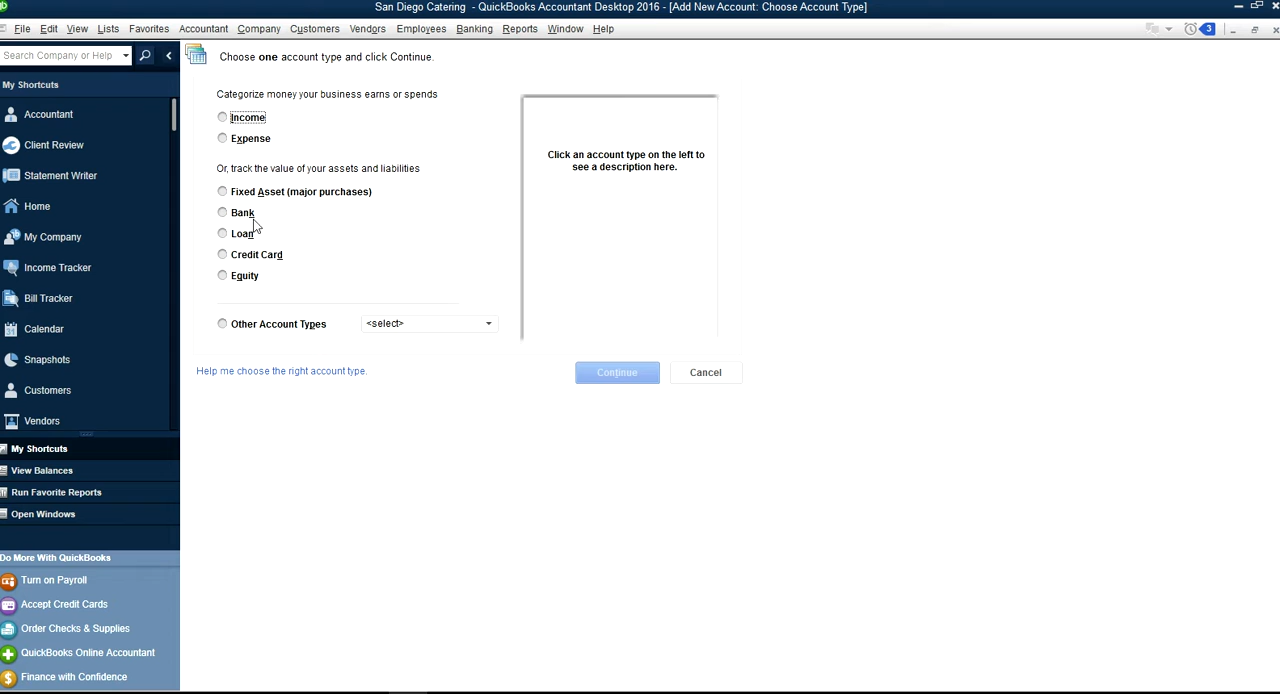 San Diego Catering - QuickBooks Accountant Desktop 2016 - [Add New Account: Choose Account Type]
File Edit View Lists Favorites Accountant Company Customers Vendors Employees Banking Reports Window Help
3
Search Company or Help
Choose one account type and click Continue.
My Shortcuts
Accountant
Client Review
Statement Writer
Home
My Company
Income Tracker
Bill Tracker
Calendar
Snapshots
Customers
Vendors
My Shortcuts
View Balances
Run Favorite Reports
Open Windows
Do More With QuickBooks
Turn on Payroll
Accept Credit Cards
Order Checks & Supplies
QuickBooks Online Accountant
Finance with Confidence
Categorize money your business earns or spends
Income
Expense
Or, track the value of your assets and liabilities
Fixed Asset (major purchases)
Bank
Loan
Credit Card
Equity
Other Account Types <select>
Click an account type on the left to
see a description here.
Help me choose the right account type.
Continue Cancel